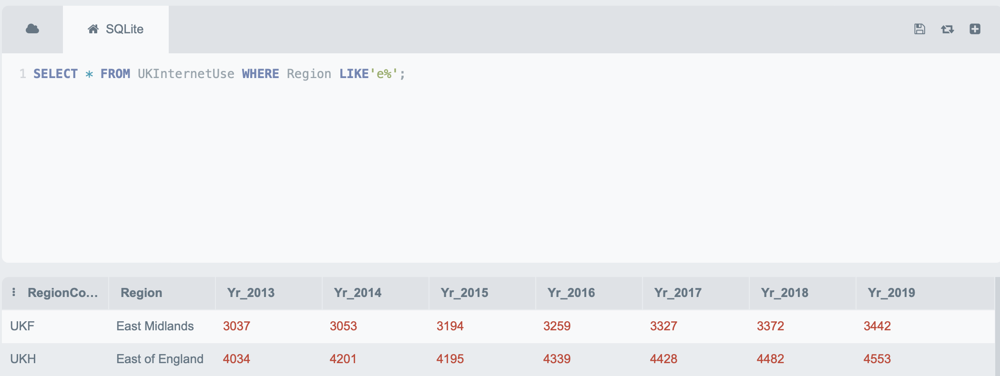 SQLite
1 SELECT * FROM UKInternetUse WHERE Region LIKE'e%';
RegionCo... Region Yr_2013 Yr_2014 Yr_2015 Yr_2016 Yr_2017 Yr_2018 Yr_2019
UKF East Midlands 3037 3053 3194 3259 3327 3372 3442
UKH East of England 4034 4201 4195 4339 4428 4482 4553